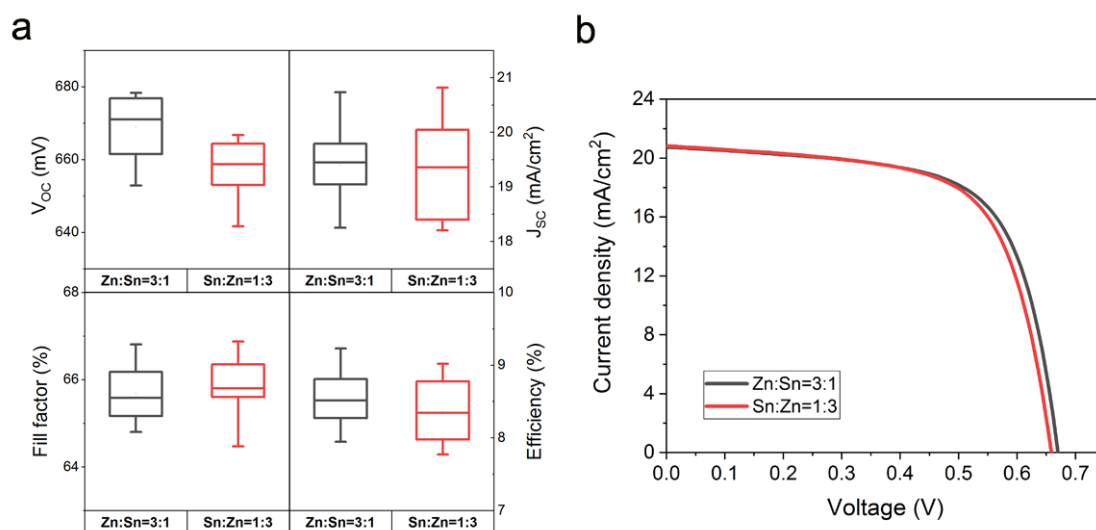 a
680
660
640
V_OC (mV)
21
20
19
18
J_SC (mA/cm²)
Zn:Sn=3:1
Sn:Zn=1:3
Zn:Sn=3:1
Sn:Zn=1:3
68
66
64
Fill factor (%)
10
9
8
7
Efficiency (%)
Zn:Sn=3:1
Sn:Zn=1:3
Zn:Sn=3:1
Sn:Zn=1:3
b
24
20
16
12
8
4
0
Current density (mA/cm²)
Zn:Sn=3:1
Sn:Zn=1:3
0.0 0.1 0.2 0.3 0.4 0.5 0.6 0.7
Voltage (V)